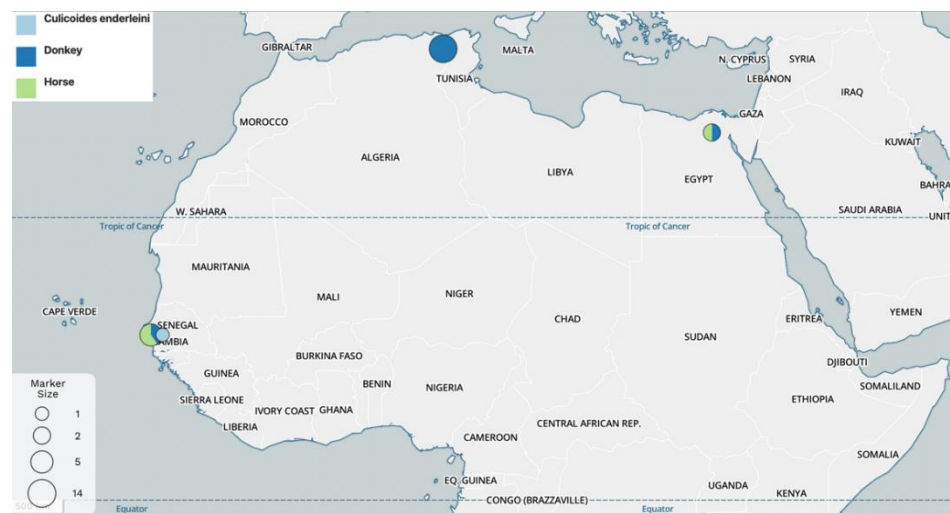 Culicoides enderleini
Donkey
Horse
GIBRALTAR
MALTA
N. CYPRUS
SYRIA
LEBANON
TUNISIA
IRAQ
GAZA
MOROCCO
KUWAIT
ALGERIA
LIBYA
EGYPT
BAHRA
W. SAHARA
SAUDI ARABIA
UNIT
Tropic of Cancer
Tropic of Cancer
MAURITANIA
MALI
NIGER
CAPE VERDE
CHAD
ERITREA
YEMEN
SENEGAL
SUDAN
AMBIA
BURKINA FASO
DJIBOUTI
GUINEA
BENIN
NIGERIA
SOMALILAND
SIERRA LEONE
ETHIOPIA
IVORY COAST
GHANA
LIBERIA
CENTRAL AFRICAN REP.
CAMEROON
SOMALIA
EQ. GUINEA
UGANDA
KENYA
CONGO (BRAZZAVILLE)
Equator
Equator
Marker
Size
1
2
5
14
500